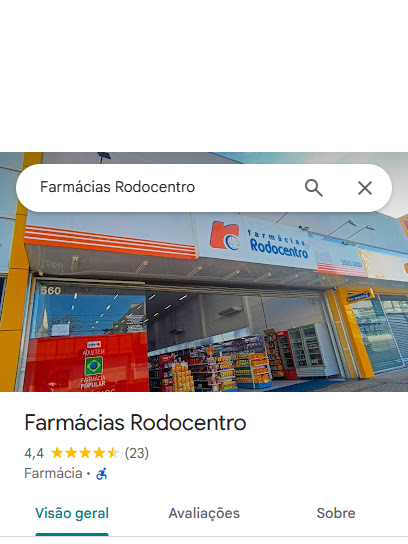 Farmácias Rodocentro
farmácias
Rodocentro
560
AQUI TEM
FARMÁCIA
POPULAR
Farmácias Rodocentro
4,4 (23)
Farmácia ·
Visão geral Avaliações Sobre